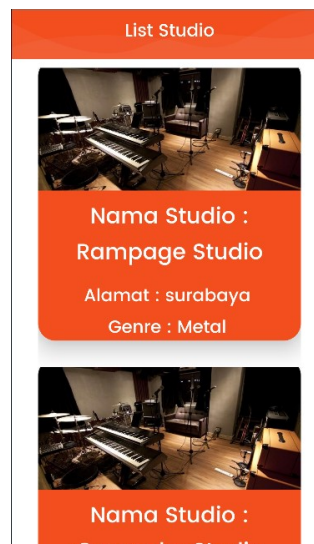 List Studio
Nama Studio :
Rampage Studio
Alamat : surabaya
Genre : Metal
Nama Studio :